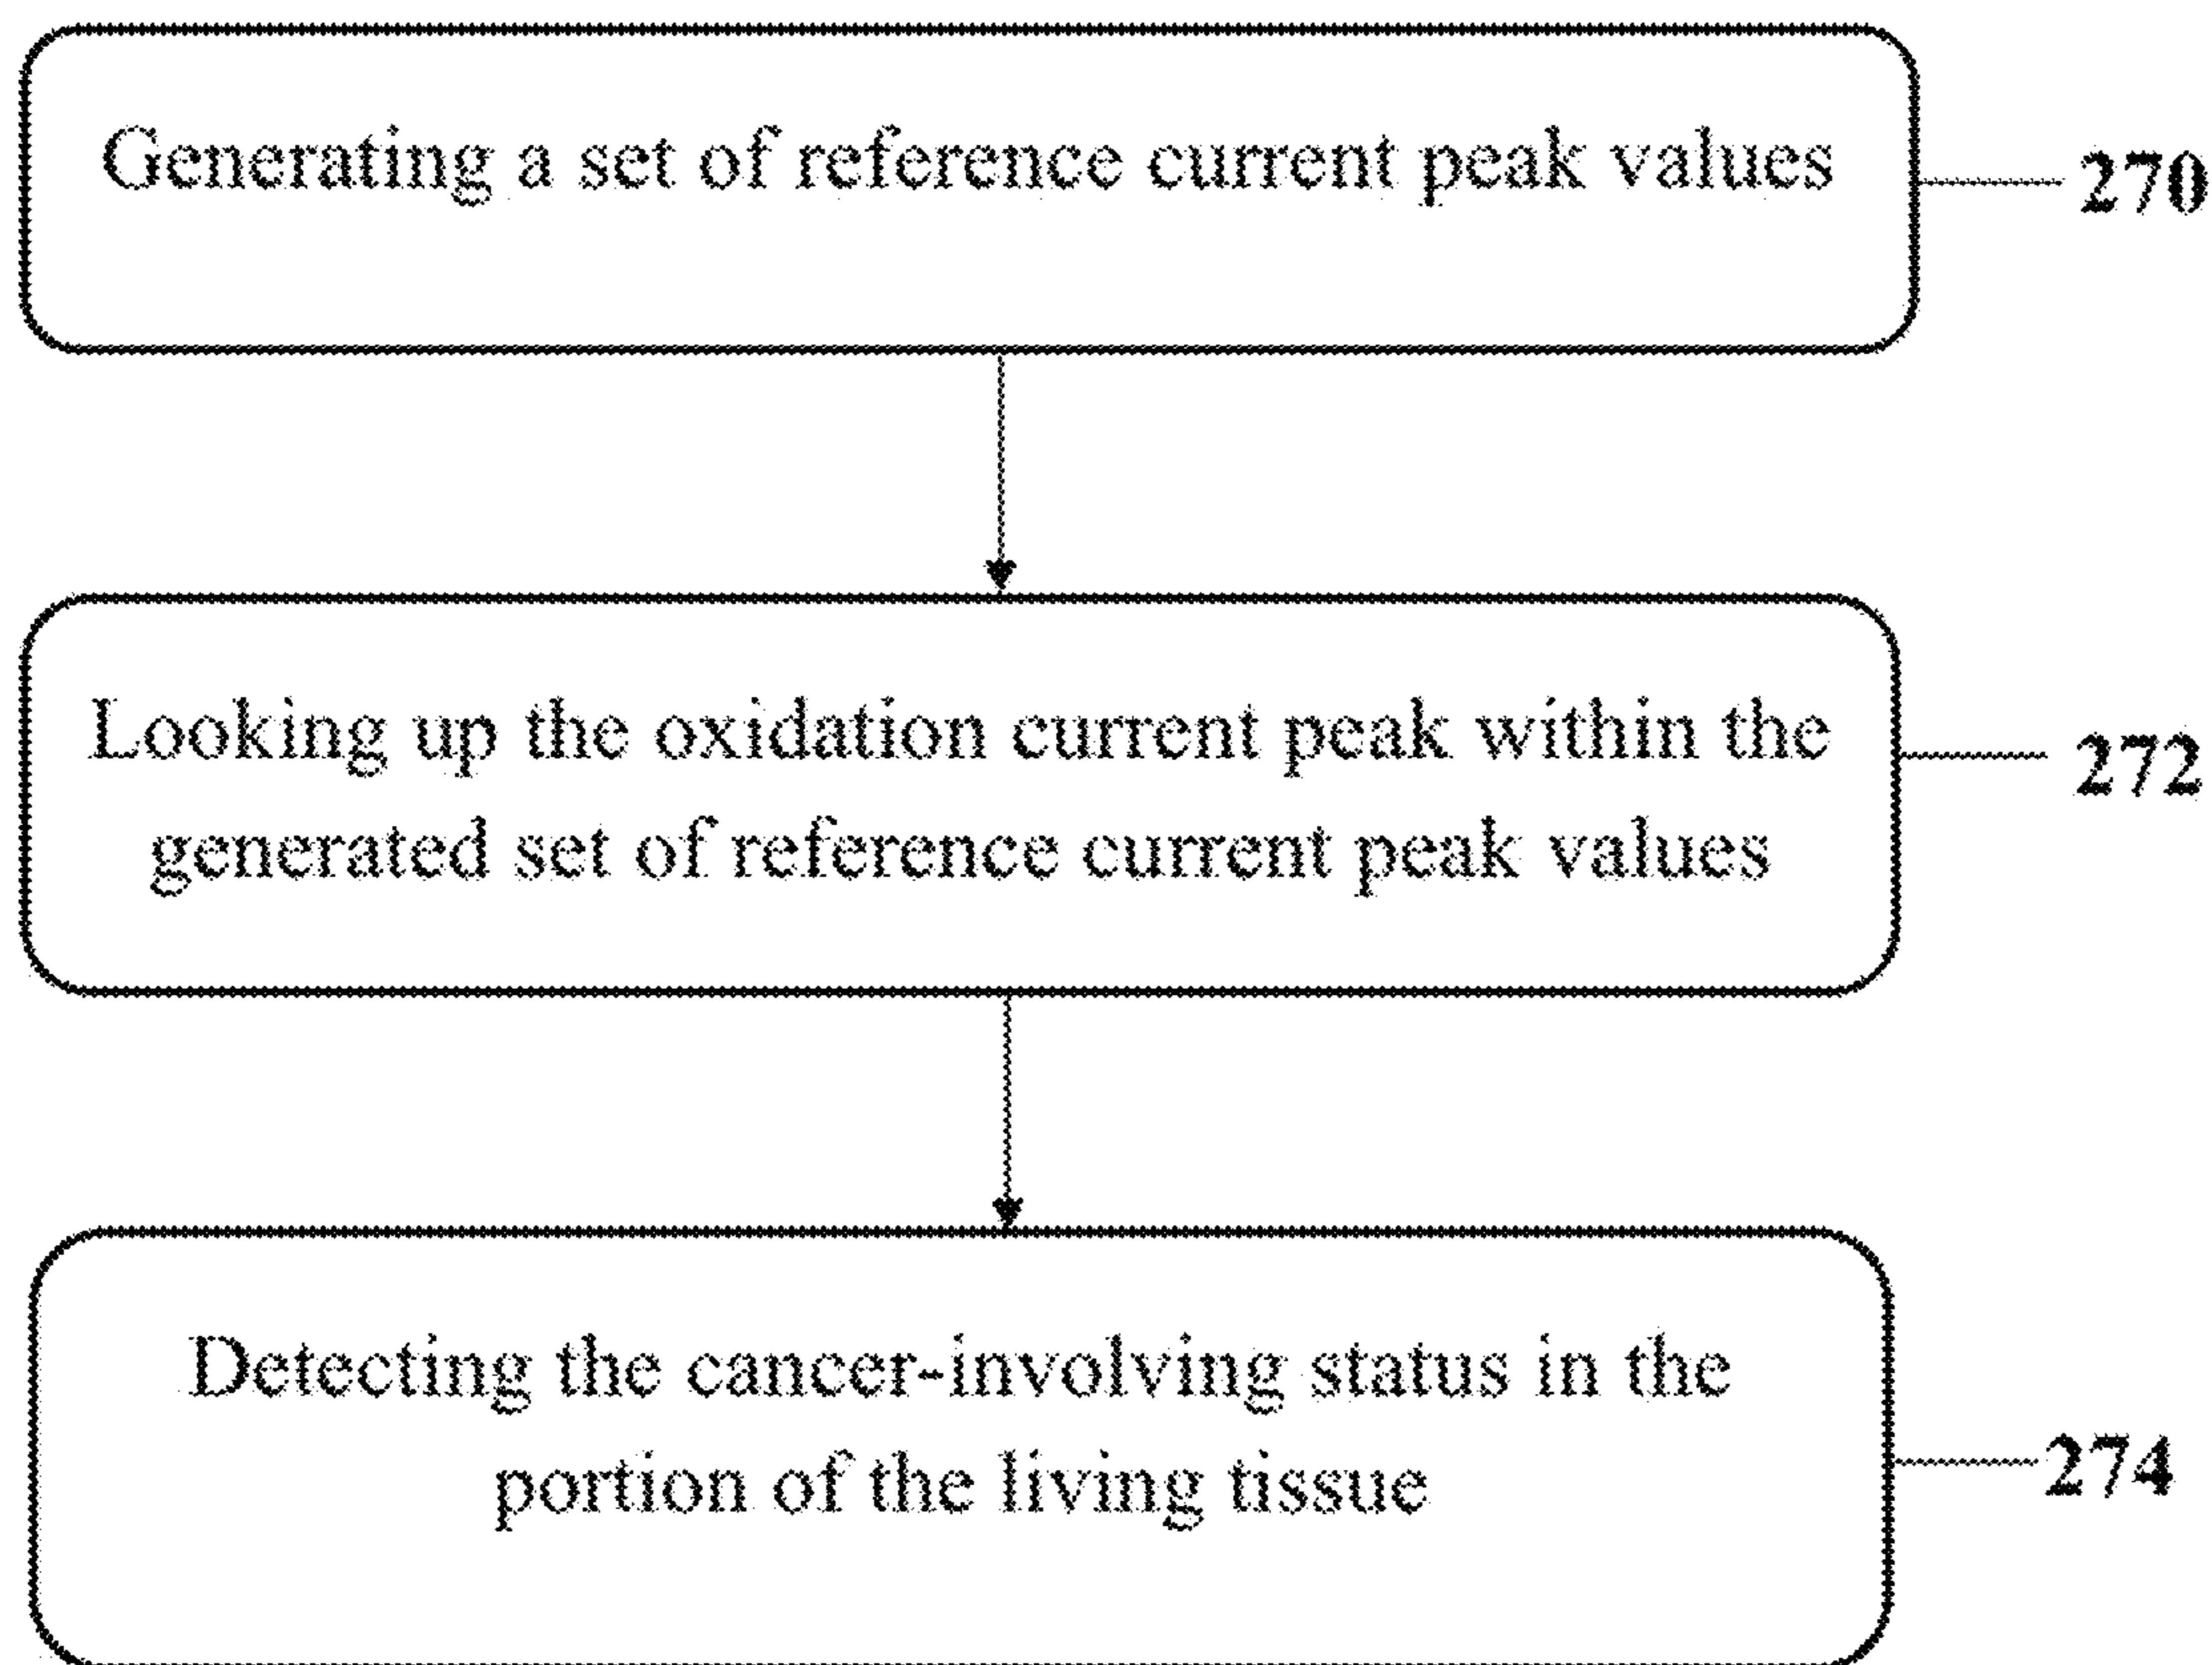 Generating a set of reference current peak values
270
Looking up the oxidation current peak within the
272
generated set of reference current peak values
Detecting the cancer-involving status in the
274
portion of the living tissue